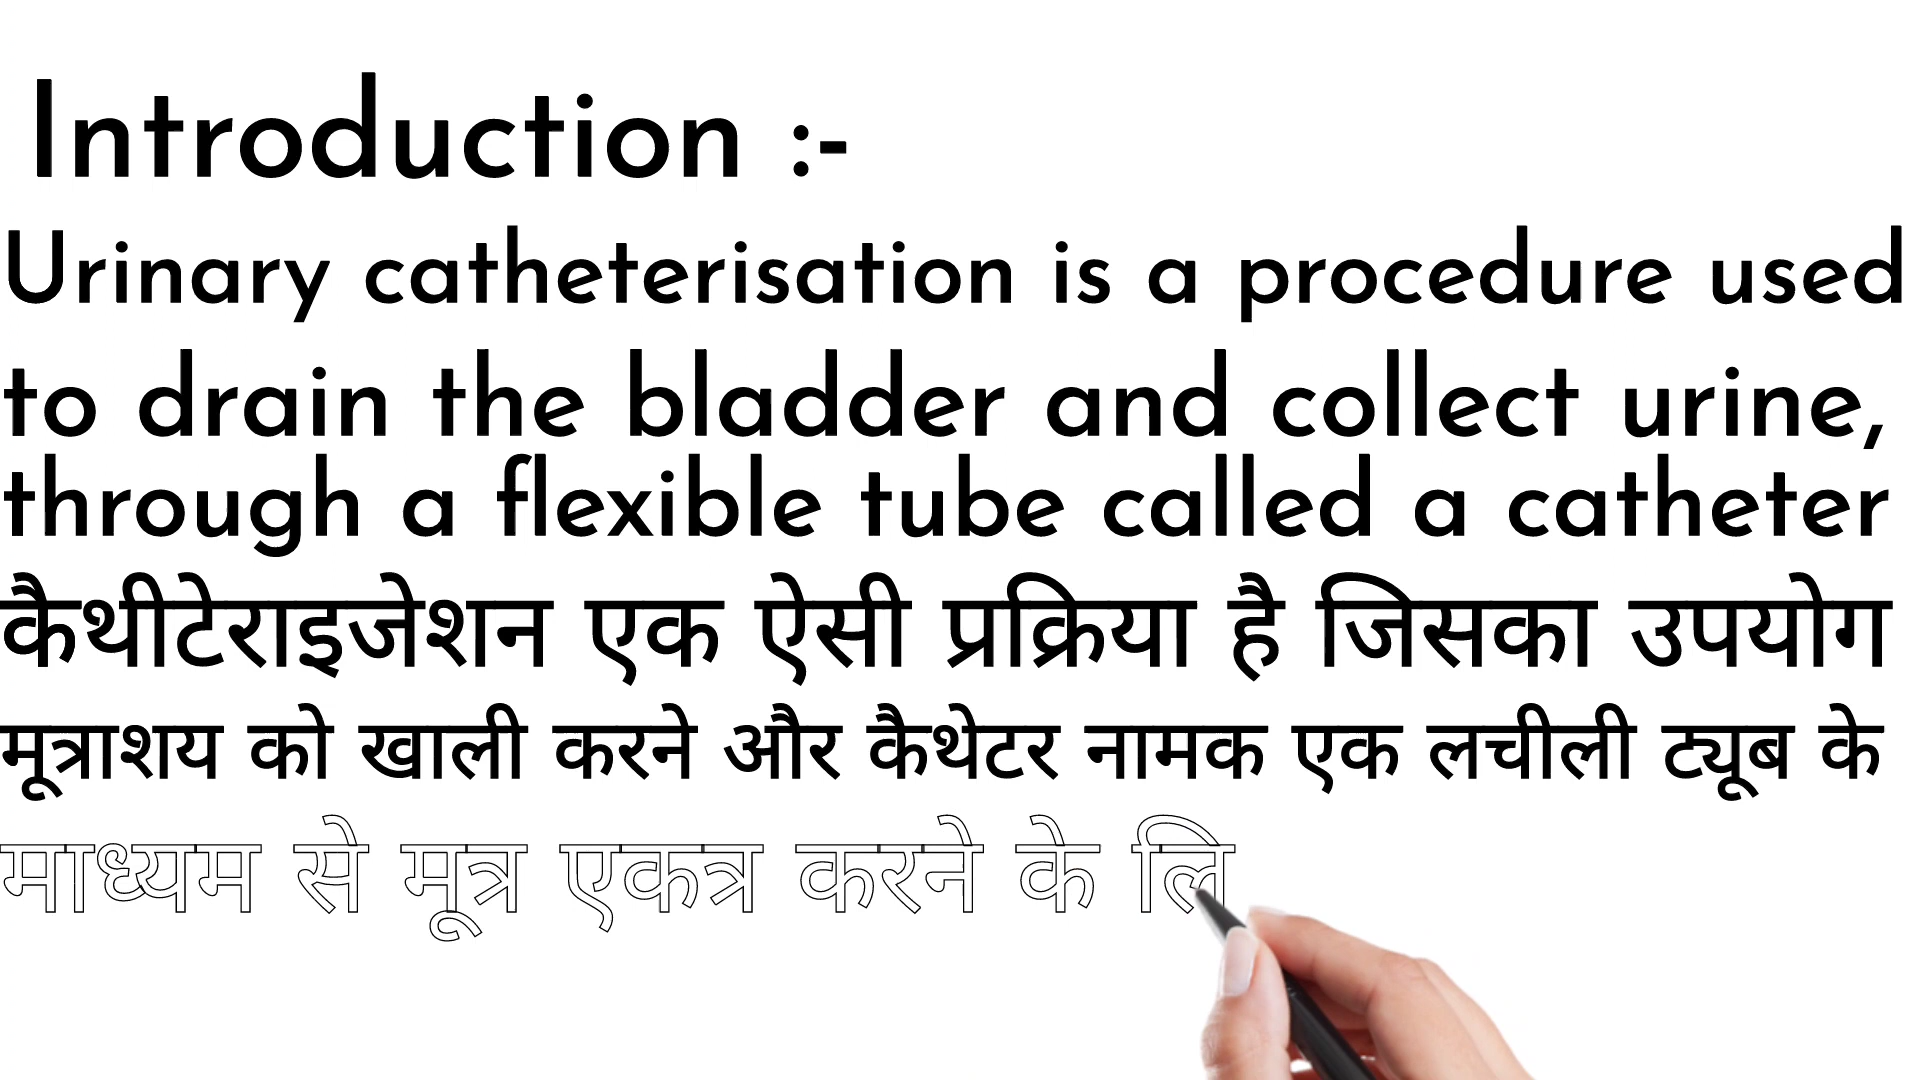 Introduction :-
Urinary catheterisation is a procedure used
to drain the bladder and collect urine,
through a flexible tube called a catheter
कैथीटेराइजेशन एक ऐसी प्रक्रिया है जिसका उपयोग
मूत्राशय को खाली करने और कैथेटर नामक एक लचीली ट्यूब के
माध्यम से मूत्र एकत्र करने के लि